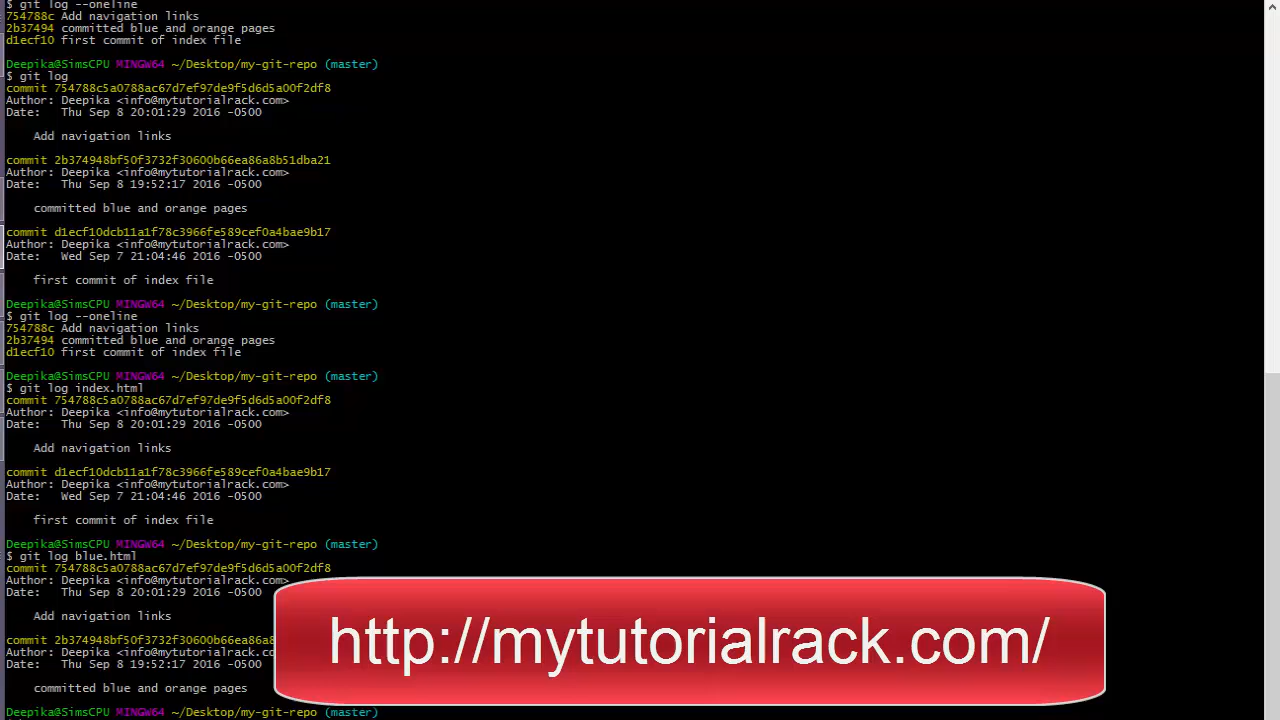 $ git log --oneline
754788c Add navigation links
2b37494 committed blue and orange pages
d1ecf10 first commit of index file
Deepika@SimsCPU MINGW64 ~/Desktop/my-git-repo (master)
$ git log
commit 754788c5a0788ac67d7ef97de9f5d6d5a00f2df8
Author: Deepika <info@mytutorialrack.com>
Date:   Thu Sep 8 20:01:29 2016 -0500
Add navigation links
commit 2b374948bf50f3732f30600b66ea86a8b51dba21
Author: Deepika <info@mytutorialrack.com>
Date:   Thu Sep 8 19:52:17 2016 -0500
committed blue and orange pages
commit d1ecf10dcb11a1f78c3966fe589cef0a4bae9b17
Author: Deepika <info@mytutorialrack.com>
Date:   Wed Sep 7 21:04:46 2016 -0500
first commit of index file
Deepika@SimsCPU MINGW64 ~/Desktop/my-git-repo (master)
$ git log --oneline
754788c Add navigation links
2b37494 committed blue and orange pages
d1ecf10 first commit of index file
Deepika@SimsCPU MINGW64 ~/Desktop/my-git-repo (master)
$ git log index.html
commit 754788c5a0788ac67d7ef97de9f5d6d5a00f2df8
Author: Deepika <info@mytutorialrack.com>
Date:   Thu Sep 8 20:01:29 2016 -0500
Add navigation links
commit d1ecf10dcb11a1f78c3966fe589cef0a4bae9b17
Author: Deepika <info@mytutorialrack.com>
Date:   Wed Sep 7 21:04:46 2016 -0500
first commit of index file
Deepika@SimsCPU MINGW64 ~/Desktop/my-git-repo (master)
$ git log blue.html
commit 754788c5a0788ac67d7ef97de9f5d6d5a00f2df8
Author: Deepika <info@mytutorialrack.com>
Date:   Thu Sep 8 20:01:29 2016 -0500
Add navigation links
commit 2b374948bf50f3732f30600b66ea86a8
Author: Deepika <info@mytutorialrack.co
Date:   Thu Sep 8 19:52:17 2016 -0500
committed blue and orange pages
Deepika@SimsCPU MINGW64 ~/Desktop/my-git-repo (master)
http://mytutorialrack.com/